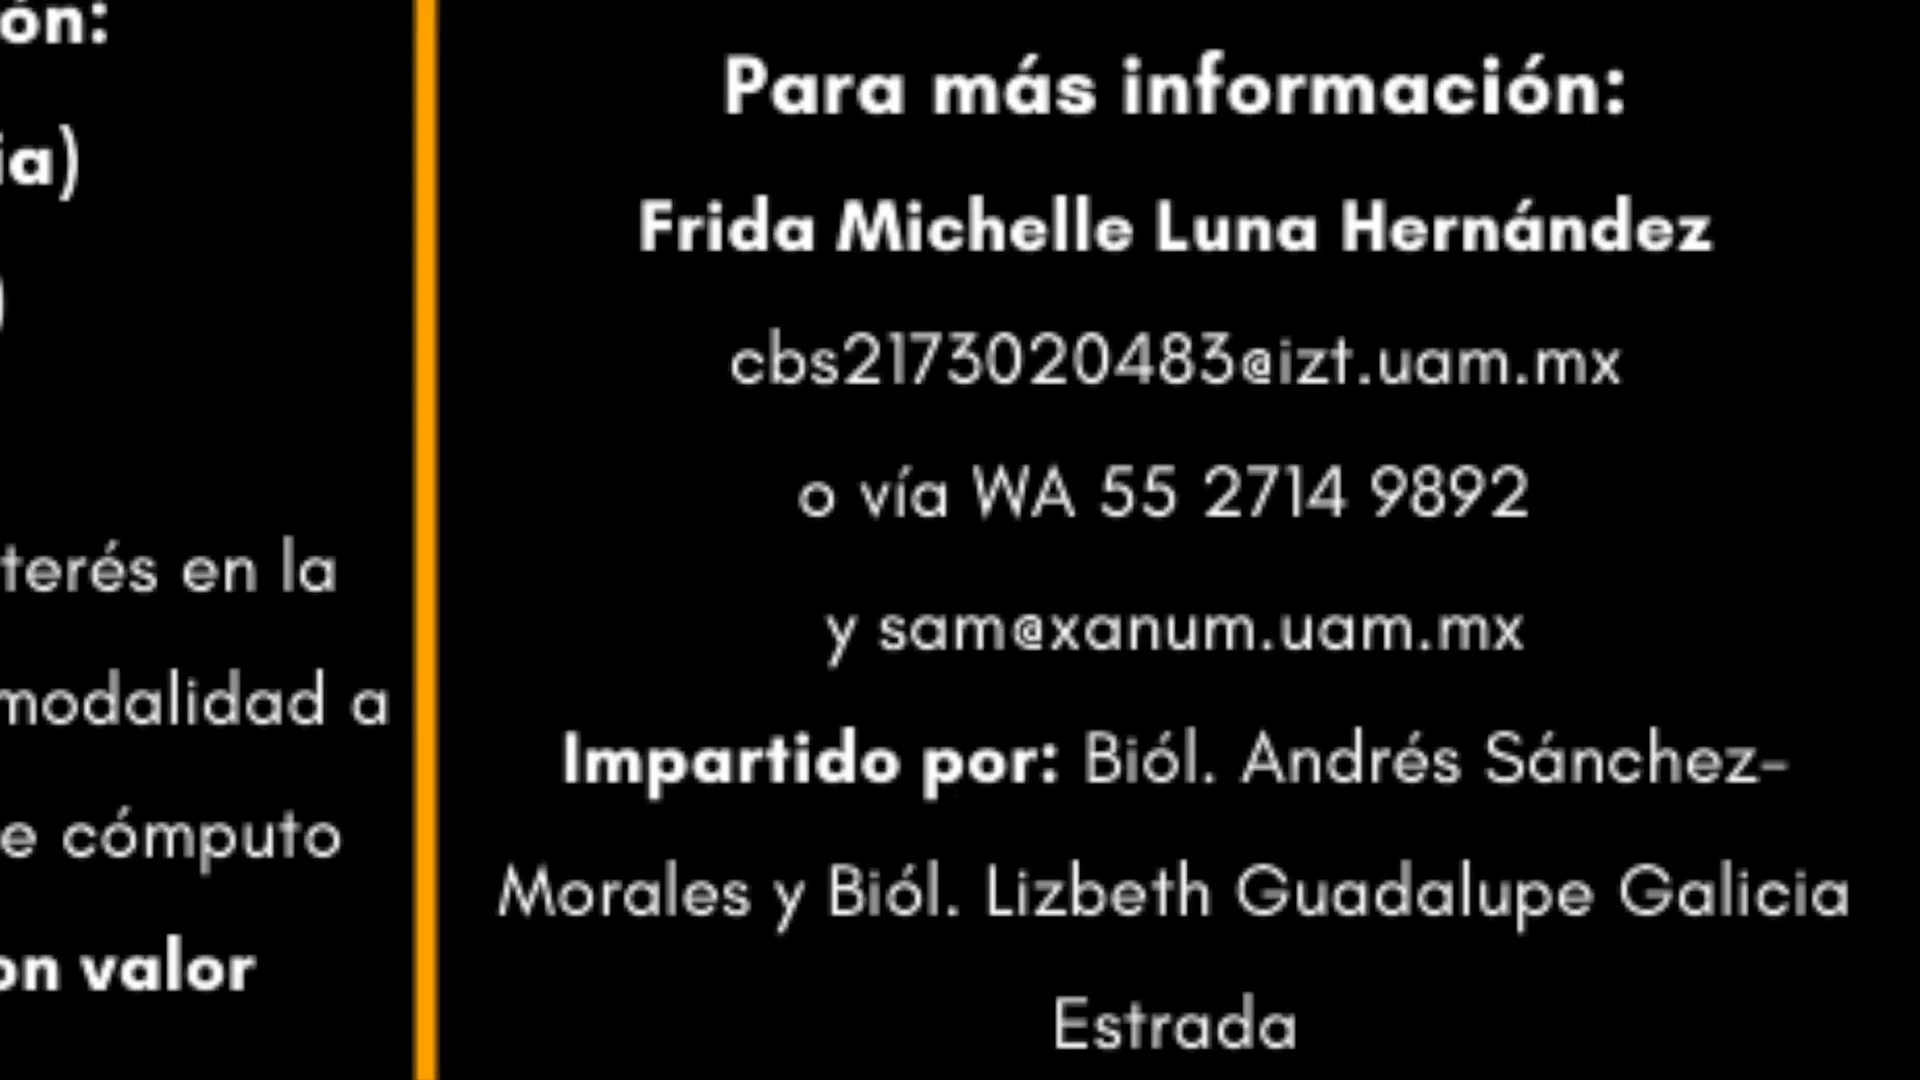 ón:
ia)
)
terés en la
modalidad a
e cómputo
on valor
Para más información:
Frida Michelle Luna Hernández
cbs2173020483@izt.uam.mx
o vía WA 55 2714 9892
y sam@xanum.uam.mx
Impartido por: Biól. Andrés Sánchez-
Morales y Biól. Lizbeth Guadalupe Galicia
Estrada